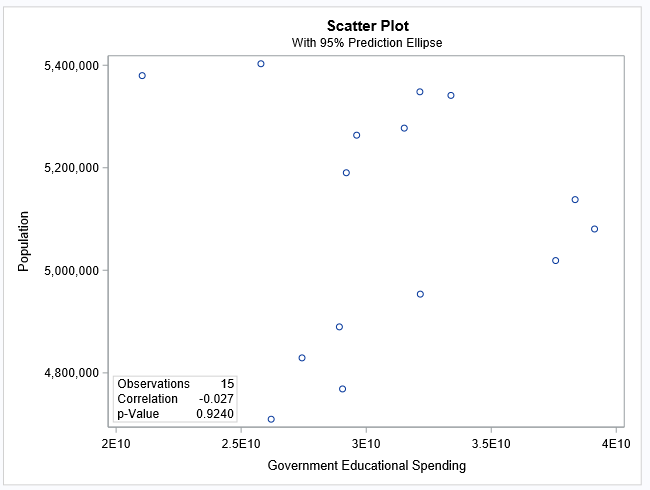 Scatter Plot
With 95% Prediction Ellipse
5,400,000
5,200,000
5,000,000
4,800,000
Population
Observations 15
Correlation -0.027
p-Value 0.9240
2E10 2.5E10 3E10 3.5E10 4E10
Government Educational Spending